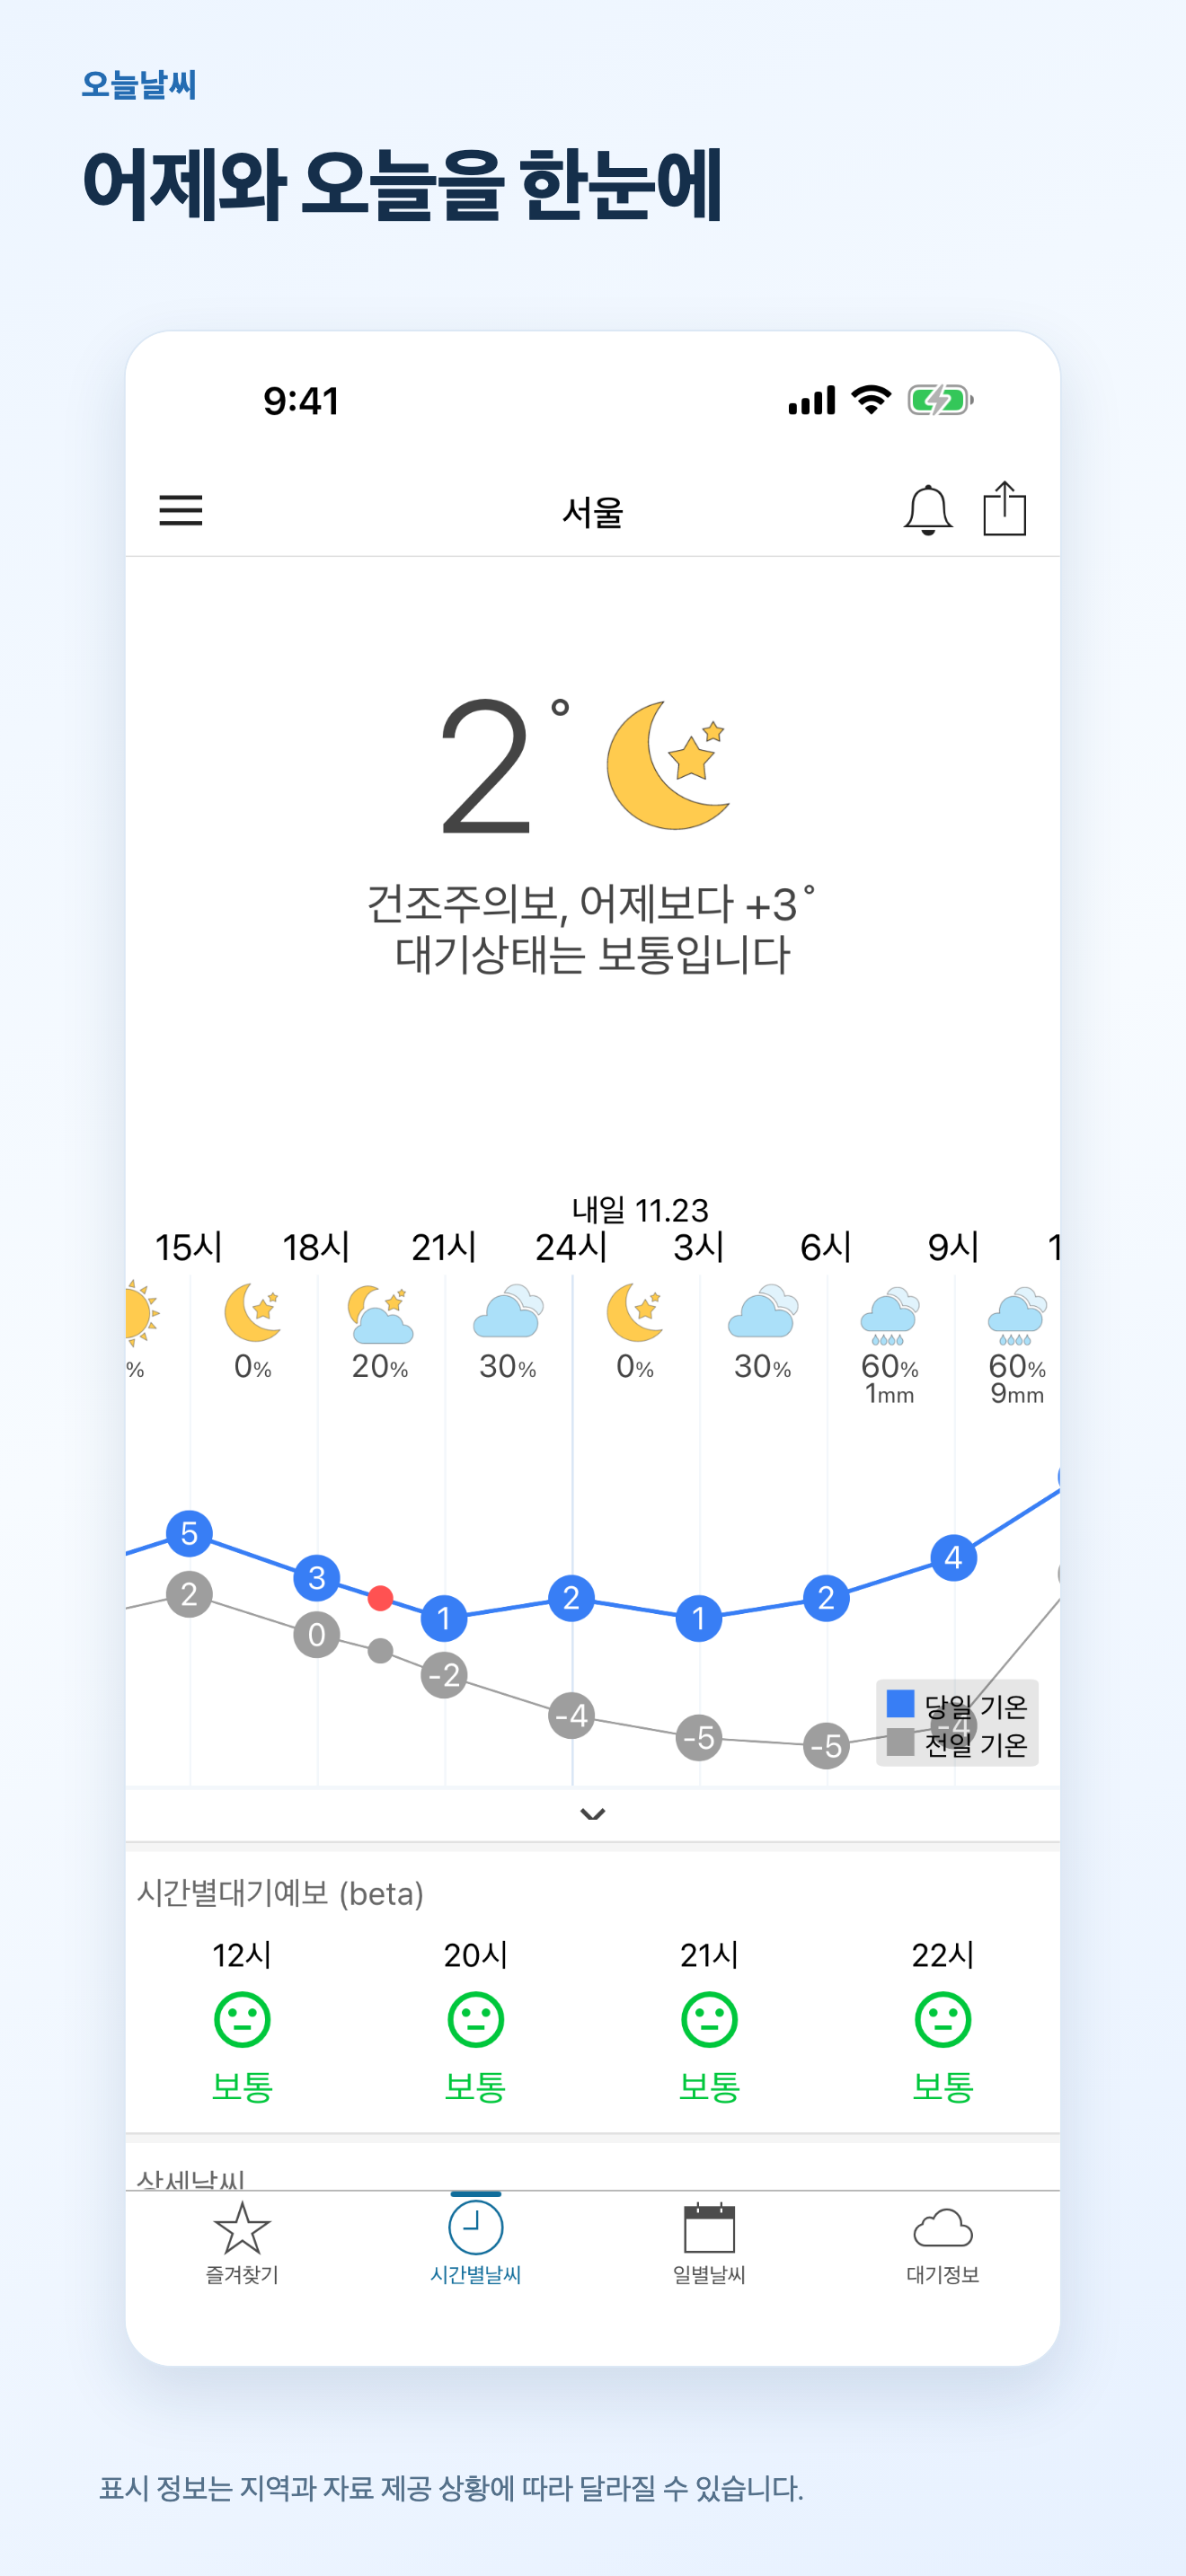 오늘날씨
어제와 오늘을 한눈에
9:41
서울
2°
건조주의보, 어제보다 +3°
대기상태는 보통입니다
내일 11.23
15시 18시 21시 24시 3시 6시 9시 1
% 0% 20% 30% 0% 30% 60% 60%
1mm 9mm
5 3 1 2 1 2 4
2 0 -2 -4 -5 -5 -4
당일 기온
전일 기온
시간별대기예보 (beta)
12시 20시 21시 22시
보통 보통 보통 보통
상세날씨
즐겨찾기 시간별날씨 일별날씨 대기정보
표시 정보는 지역과 자료 제공 상황에 따라 달라질 수 있습니다.